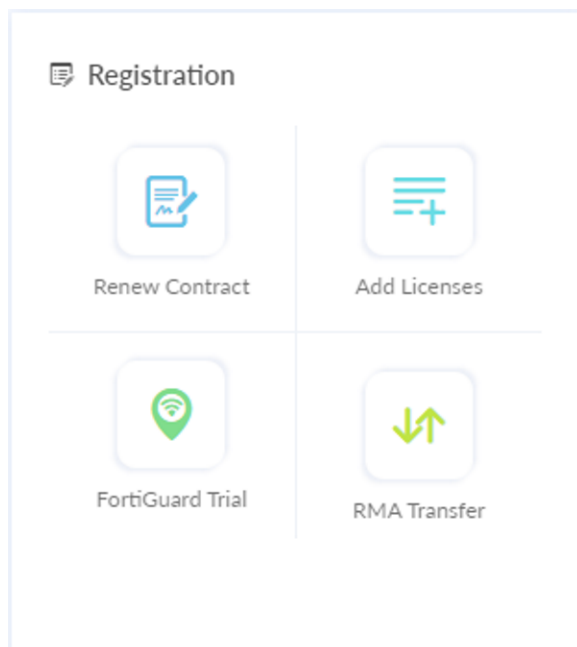 Registration
Renew Contract
Add Licenses
FortiGuard Trial
RMA Transfer